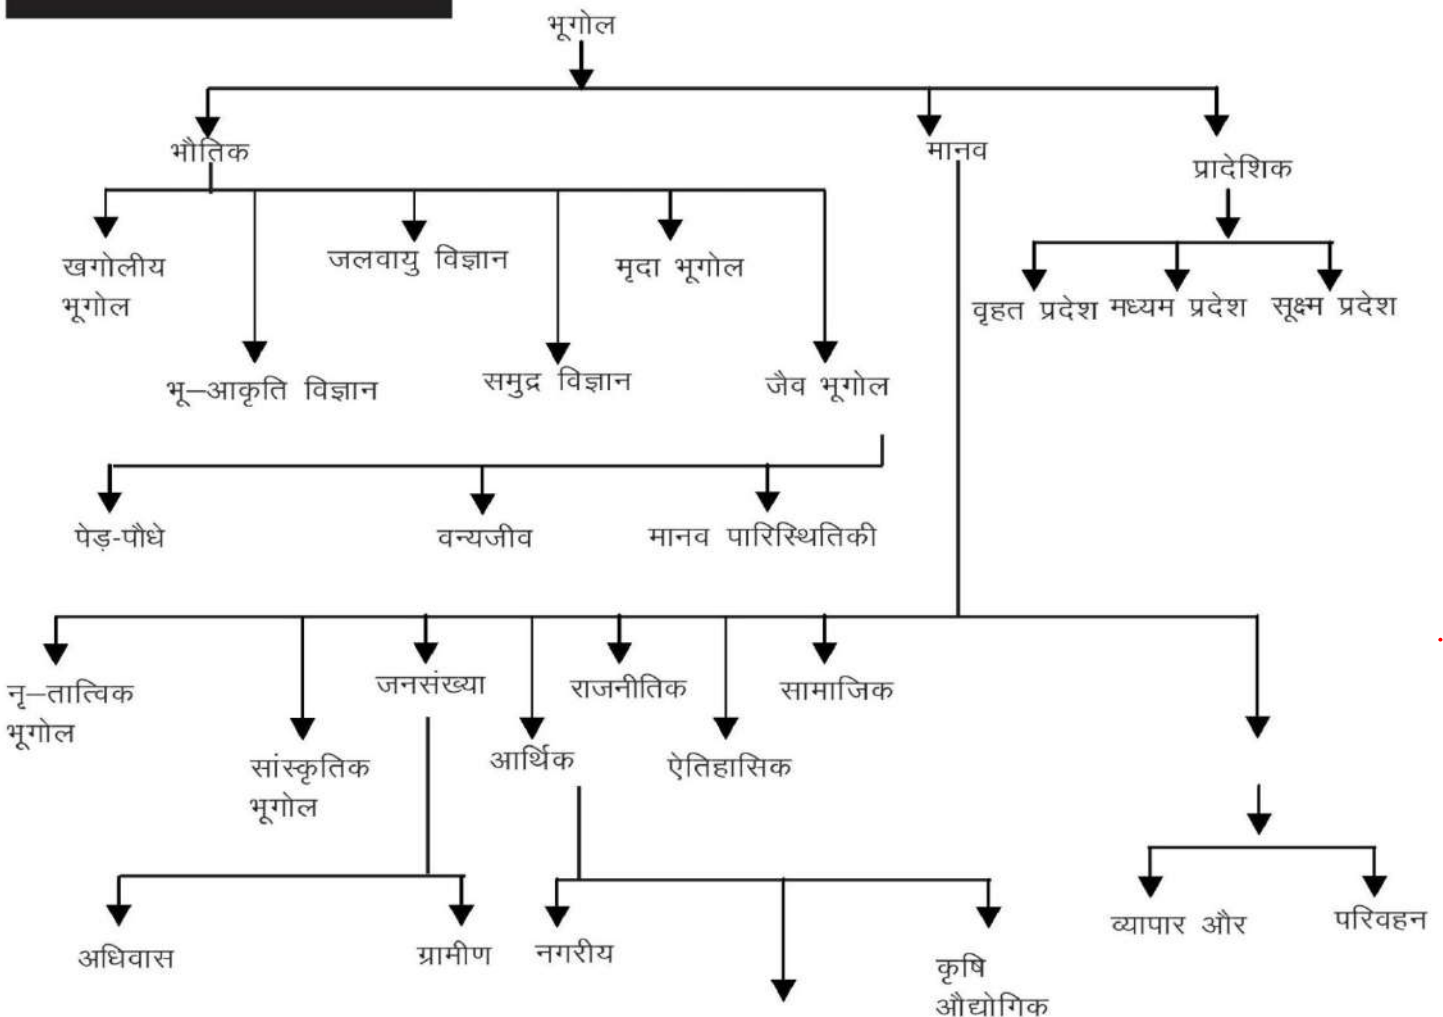 भूगोल
भौतिक
मानव
प्रादेशिक
खगोलीय
भूगोल
जलवायु विज्ञान
मृदा भूगोल
वृहत प्रदेश मध्यम प्रदेश सूक्ष्म प्रदेश
भू–आकृति विज्ञान
समुद्र विज्ञान
जैव भूगोल
पेड़-पौधे
वन्यजीव
मानव पारिस्थितिकी
नृ–तात्विक
भूगोल
जनसंख्या
राजनीतिक
सामाजिक
सांस्कृतिक
भूगोल
आर्थिक
ऐतिहासिक
अधिवास
ग्रामीण
नगरीय
कृषि
औद्योगिक
व्यापार और
परिवहन